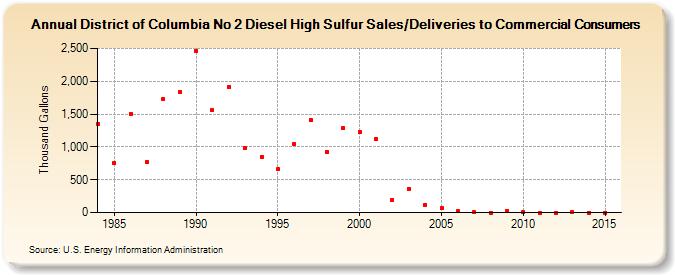 Annual District of Columbia No 2 Diesel High Sulfur Sales/Deliveries to Commercial Consumers
Thousand Gallons
2,500
2,000
1,500
1,000
500
0
1985 1990 1995 2000 2005 2010 2015
Source: U.S. Energy Information Administration